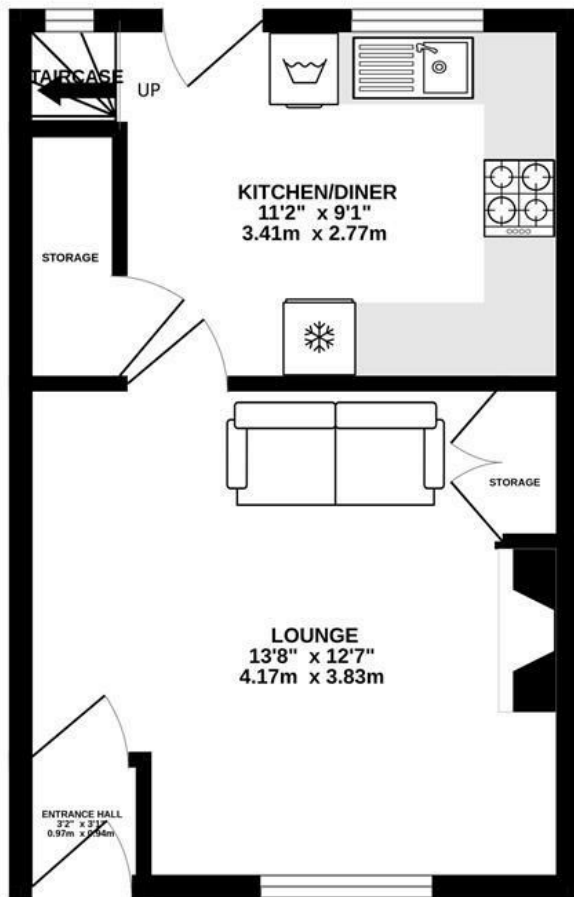 TAIRCASE
UP
KITCHEN/DINER
11'2" x 9'1"
3.41m x 2.77m
STORAGE
STORAGE
LOUNGE
13'8" x 12'7"
4.17m x 3.83m
ENTRANCE HALL
3'2" x 3'1"
0.97m x 0.94m